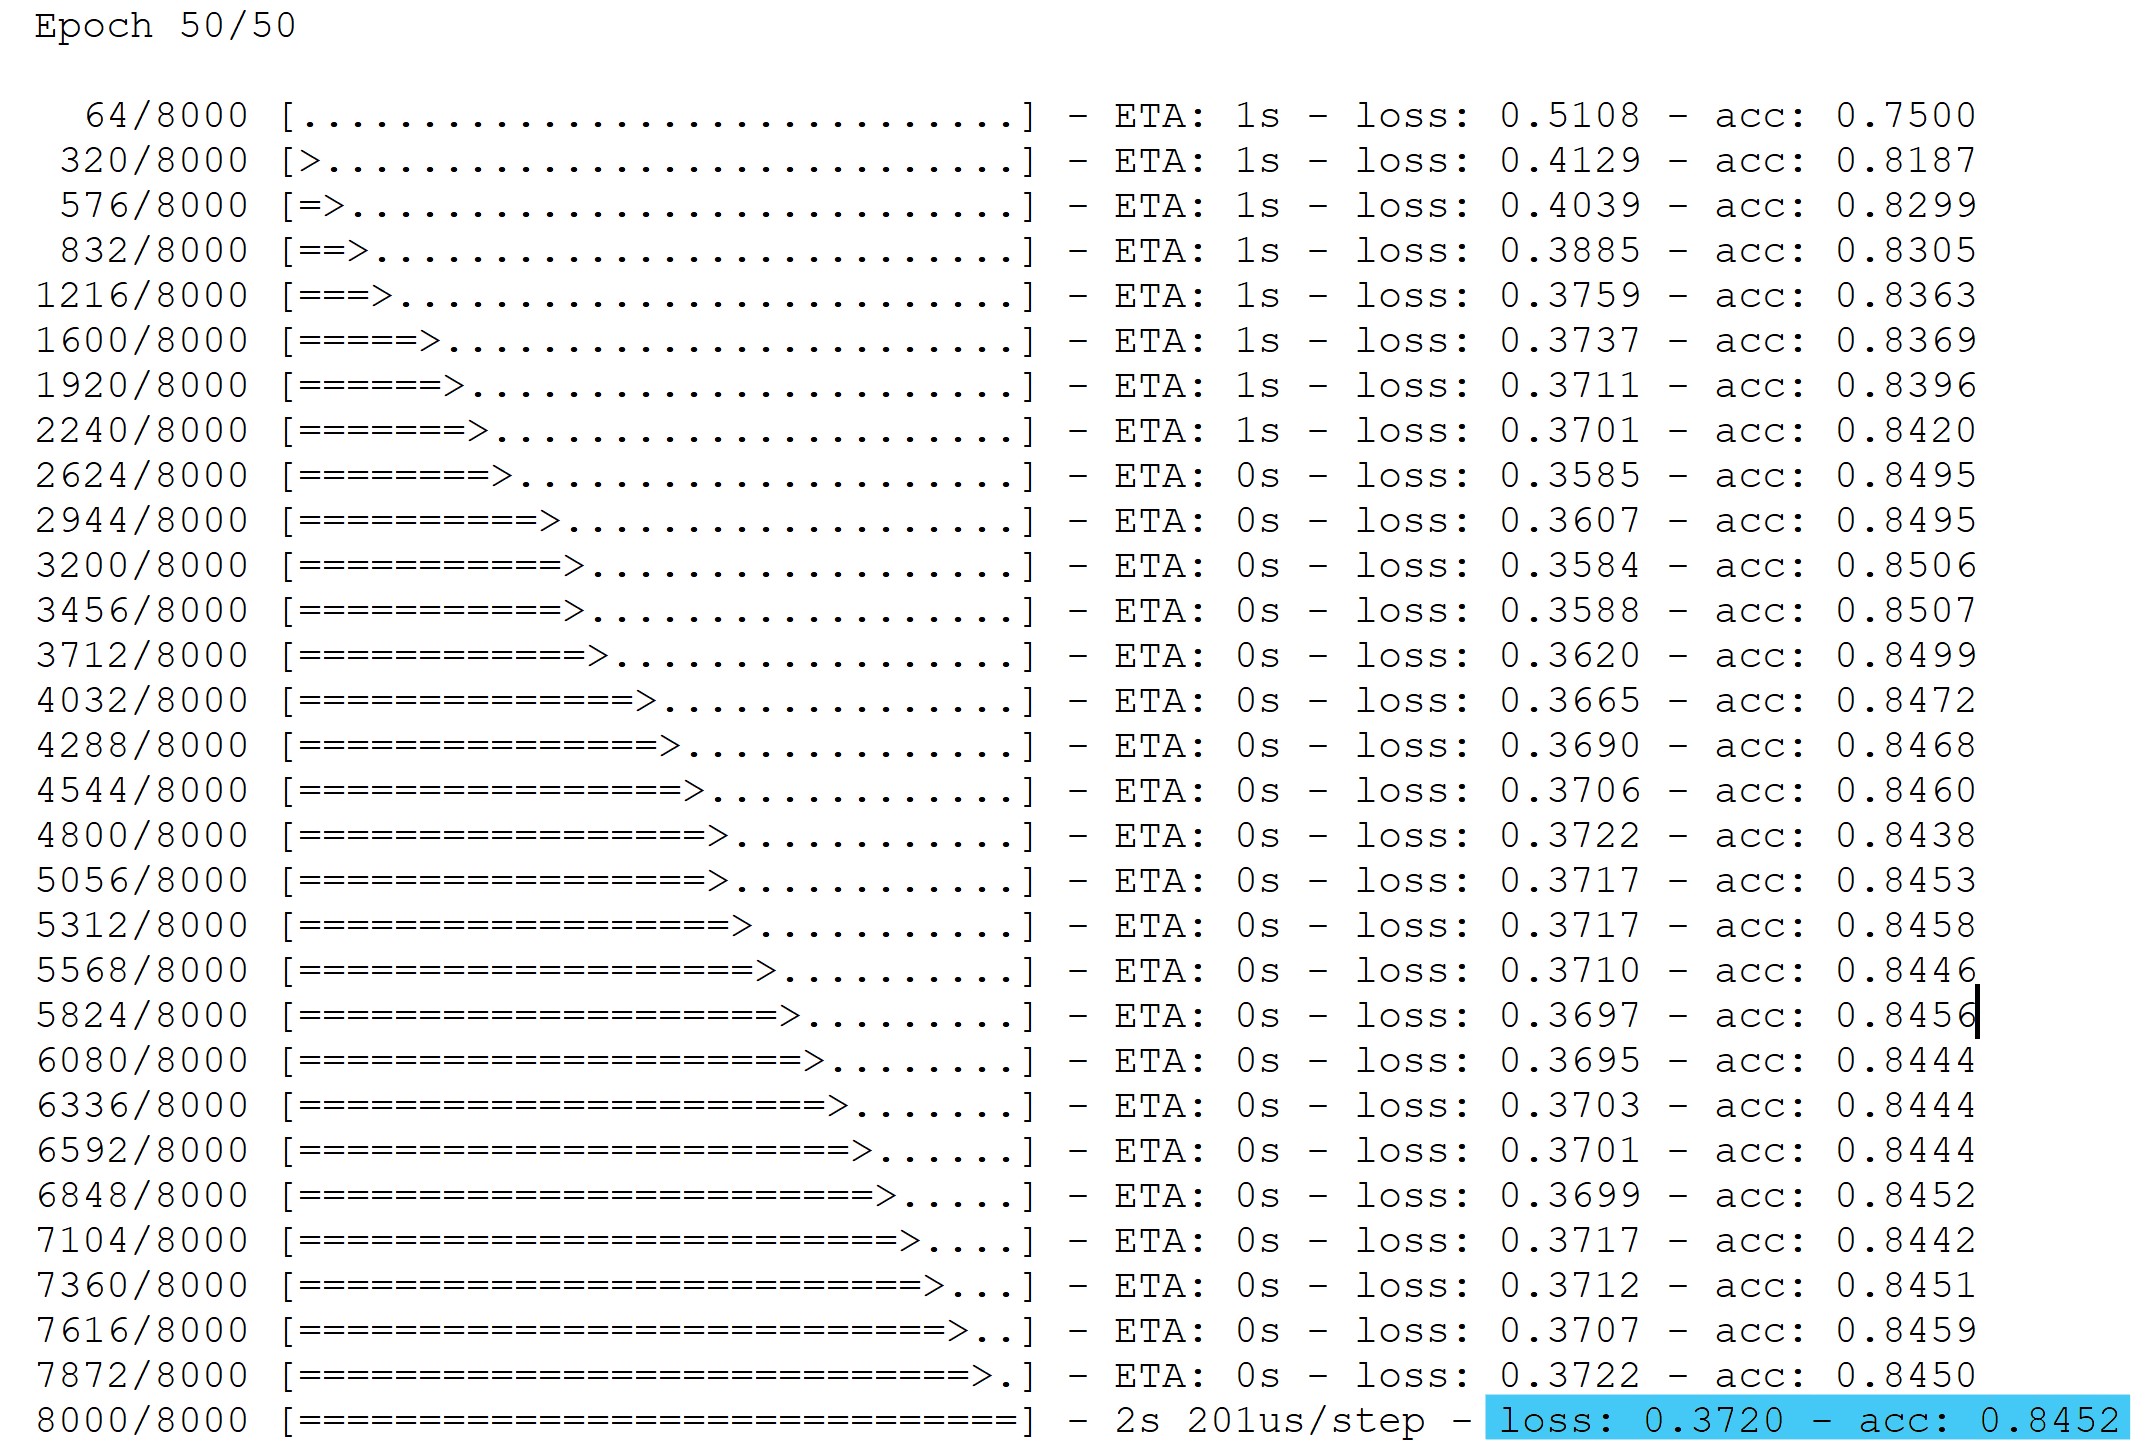 Epoch 50/50
64/8000 [..............................] - ETA: 1s - loss: 0.5108 - acc: 0.7500
320/8000 [>.............................] - ETA: 1s - loss: 0.4129 - acc: 0.8187
576/8000 [=>............................] - ETA: 1s - loss: 0.4039 - acc: 0.8299
832/8000 [==>...........................] - ETA: 1s - loss: 0.3885 - acc: 0.8305
1216/8000 [===>..........................] - ETA: 1s - loss: 0.3759 - acc: 0.8363
1600/8000 [=====>........................] - ETA: 1s - loss: 0.3737 - acc: 0.8369
1920/8000 [======>.......................] - ETA: 1s - loss: 0.3711 - acc: 0.8396
2240/8000 [=======>......................] - ETA: 1s - loss: 0.3701 - acc: 0.8420
2624/8000 [========>.....................] - ETA: 0s - loss: 0.3585 - acc: 0.8495
2944/8000 [==========>...................] - ETA: 0s - loss: 0.3607 - acc: 0.8495
3200/8000 [===========>..................] - ETA: 0s - loss: 0.3584 - acc: 0.8506
3456/8000 [===========>..................] - ETA: 0s - loss: 0.3588 - acc: 0.8507
3712/8000 [============>.................] - ETA: 0s - loss: 0.3620 - acc: 0.8499
4032/8000 [==============>...............] - ETA: 0s - loss: 0.3665 - acc: 0.8472
4288/8000 [===============>..............] - ETA: 0s - loss: 0.3690 - acc: 0.8468
4544/8000 [================>.............] - ETA: 0s - loss: 0.3706 - acc: 0.8460
4800/8000 [=================>............] - ETA: 0s - loss: 0.3722 - acc: 0.8438
5056/8000 [=================>............] - ETA: 0s - loss: 0.3717 - acc: 0.8453
5312/8000 [==================>...........] - ETA: 0s - loss: 0.3717 - acc: 0.8458
5568/8000 [===================>..........] - ETA: 0s - loss: 0.3710 - acc: 0.8446
5824/8000 [====================>.........] - ETA: 0s - loss: 0.3697 - acc: 0.8456
6080/8000 [=====================>........] - ETA: 0s - loss: 0.3695 - acc: 0.8444
6336/8000 [======================>.......] - ETA: 0s - loss: 0.3703 - acc: 0.8444
6592/8000 [=======================>......] - ETA: 0s - loss: 0.3701 - acc: 0.8444
6848/8000 [========================>.....] - ETA: 0s - loss: 0.3699 - acc: 0.8452
7104/8000 [=========================>....] - ETA: 0s - loss: 0.3717 - acc: 0.8442
7360/8000 [==========================>...] - ETA: 0s - loss: 0.3712 - acc: 0.8451
7616/8000 [===========================>..] - ETA: 0s - loss: 0.3707 - acc: 0.8459
7872/8000 [============================>.] - ETA: 0s - loss: 0.3722 - acc: 0.8450
8000/8000 [==============================] - 2s 201us/step - loss: 0.3720 - acc: 0.8452